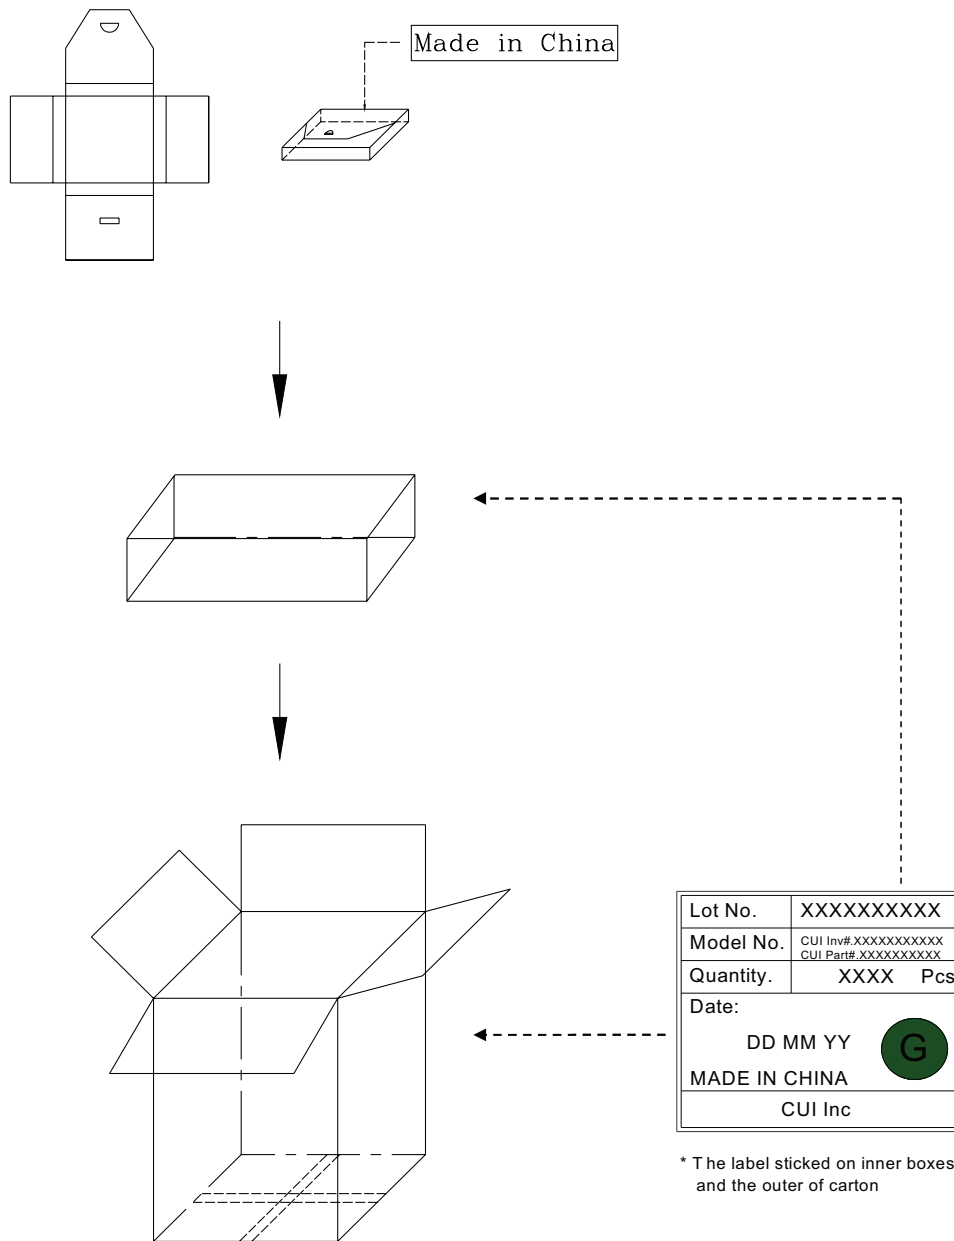 Made in China
Lot No. XXXXXXXXXX
Model No. CUI Inv#.XXXXXXXXXXX
CUI Part#.XXXXXXXXXX
Quantity. XXXX Pcs
Date:
DD MM YY
G
MADE IN CHINA
CUI Inc
* The label sticked on inner boxes
and the outer of carton